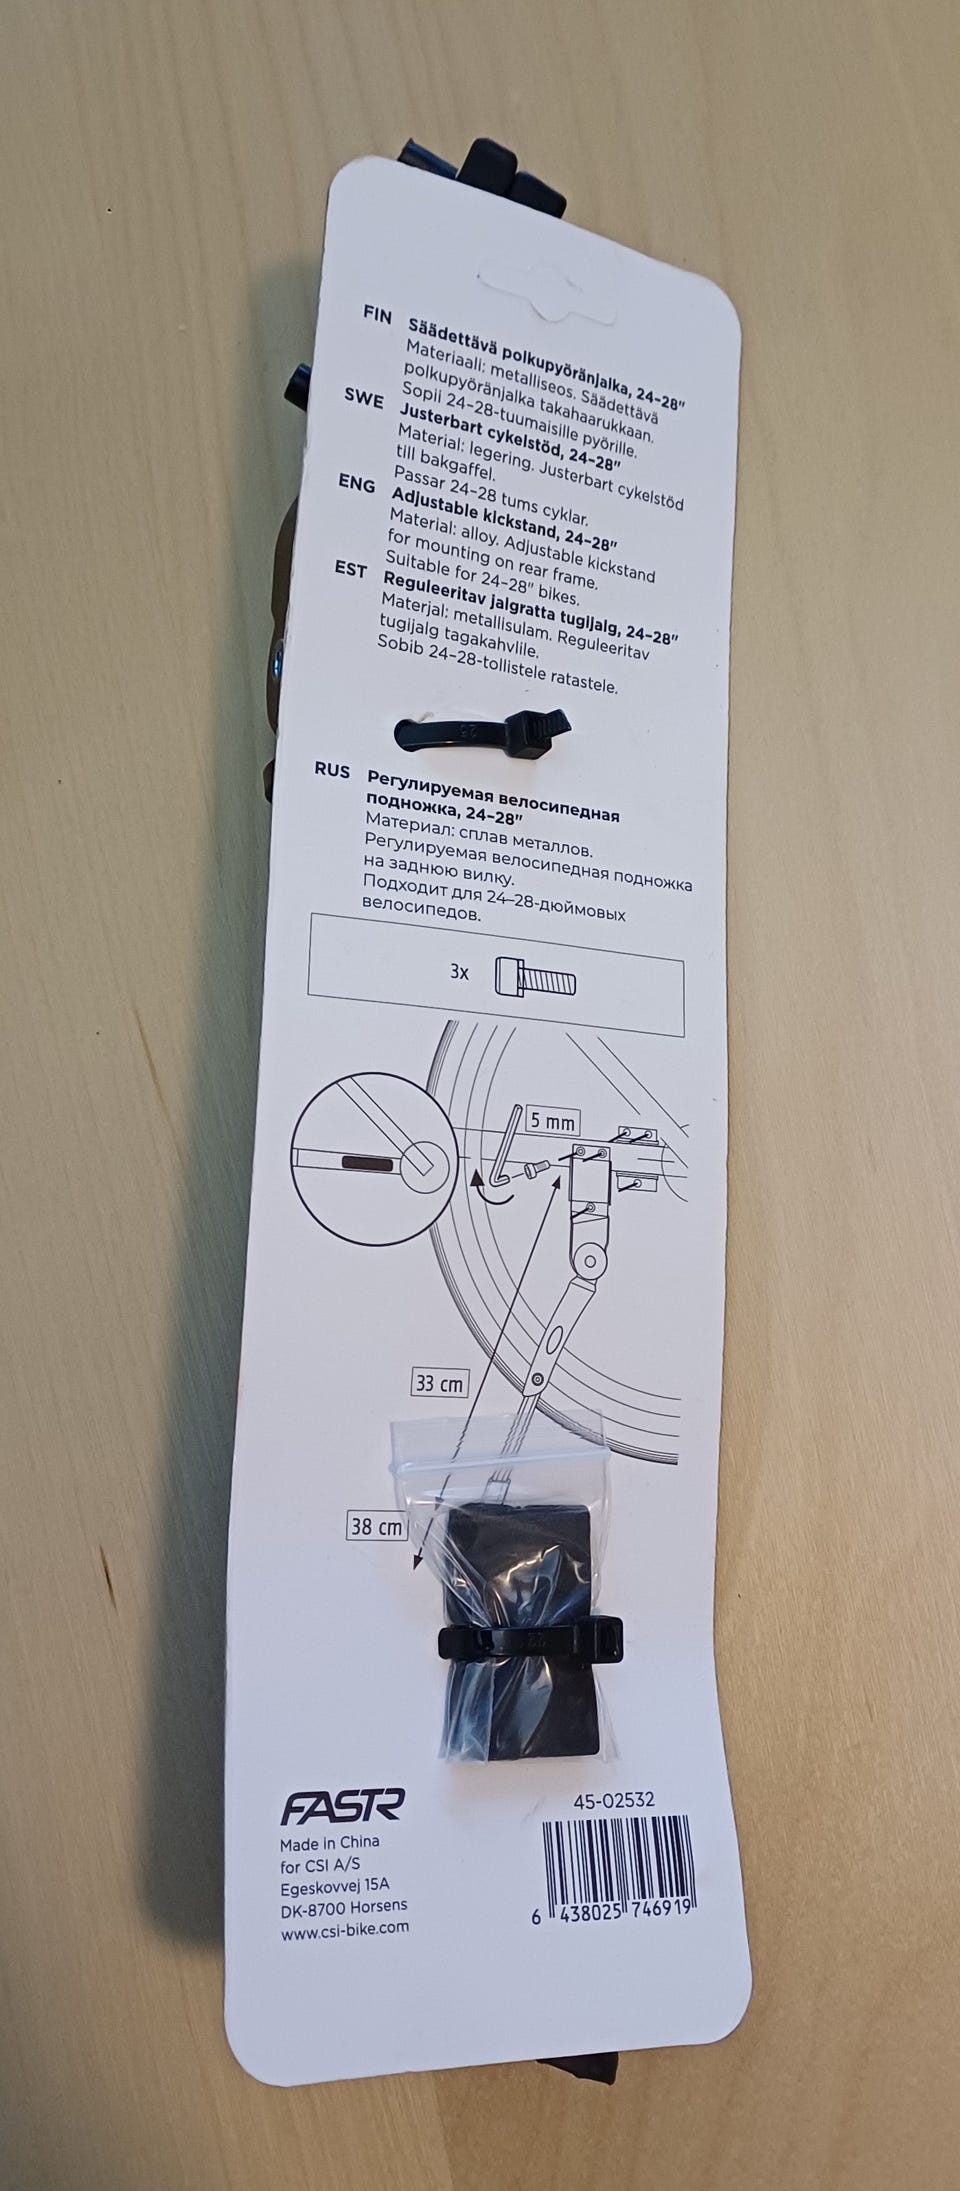 FIN Säädettävä polkupyöränjalka, 24–28"
Materiaali: metalliseos. Säädettävä
polkupyöränjalka takahaarukkaan.
Sopii 24–28-tuumaisille pyörille.
SWE Justerbart cykelstöd, 24–28"
Material: legering. Justerbart cykelstöd
till bakgaffel.
Passar 24–28 tums cyklar.
ENG Adjustable kickstand, 24–28"
Material: alloy. Adjustable kickstand
for mounting on rear frame.
Suitable for 24–28" bikes.
EST Reguleeritav jalgratta tugijalg, 24–28"
Materjal: metallisulam. Reguleeritav
tugijalg tagakahvlile.
Sobib 24–28-tollistele ratastele.
RUS Регулируемая велосипедная
подножка, 24–28"
Материал: сплав металлов.
Регулируемая велосипедная подножка
на заднюю вилку.
Подходит для 24–28-дюймовых
велосипедов.
3x
5 mm
33 cm
38 cm
FASTR
Made in China
for CSI A/S
Egeskovvej 15A
DK-8700 Horsens
www.csi-bike.com
45-02532
6 438025 746919